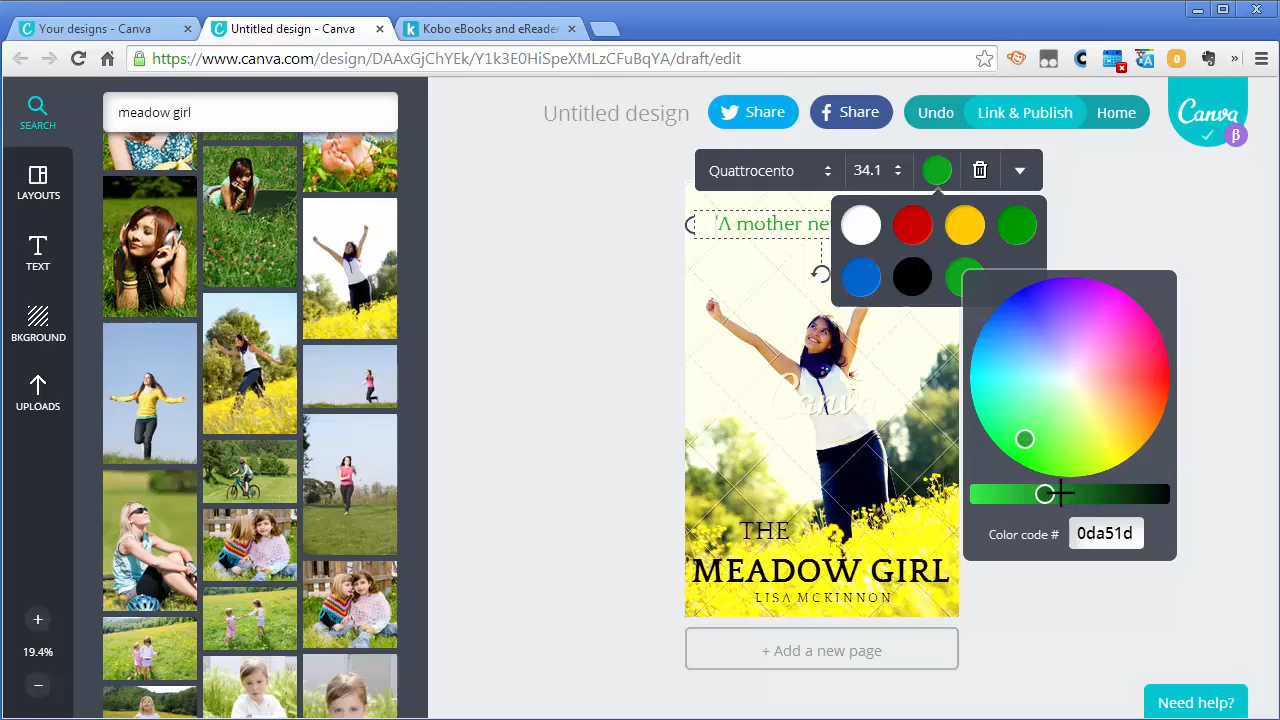 Your designs - Canva
Untitled design - Canva
Kobo eBooks and eReader
https://www.canva.com/design/DAAxGjChYEk/Y1k3E0HiSpeXMLzCFuBqYA/draft/edit
SEARCH
LAYOUTS
TEXT
BKGROUND
UPLOADS
19.4%
meadow girl
Untitled design
Share
Share
Undo
Link & Publish
Home
Canva
β
Quattrocento
34.1
'A mother ne
Canva
THE
MEADOW GIRL
LISA MCKINNON
+ Add a new page
Color code #
0da51d
Need help?